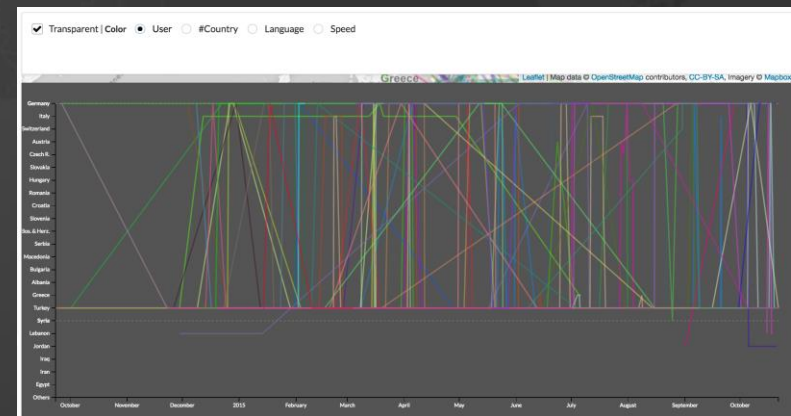 Transparent | Color User #Country Language Speed
Greece
Leaflet | Map data © OpenStreetMap contributors, CC-BY-SA, Imagery © Mapbox
Germany
Italy
Switzerland
Austria
Czech R.
Slovakia
Hungary
Romania
Croatia
Slovenia
Bos. & Herz.
Serbia
Macedonia
Bulgaria
Albania
Greece
Turkey
Syria
Lebanon
Jordan
Iraq
Iran
Egypt
Others
October November December 2015 February March April May June July August September October